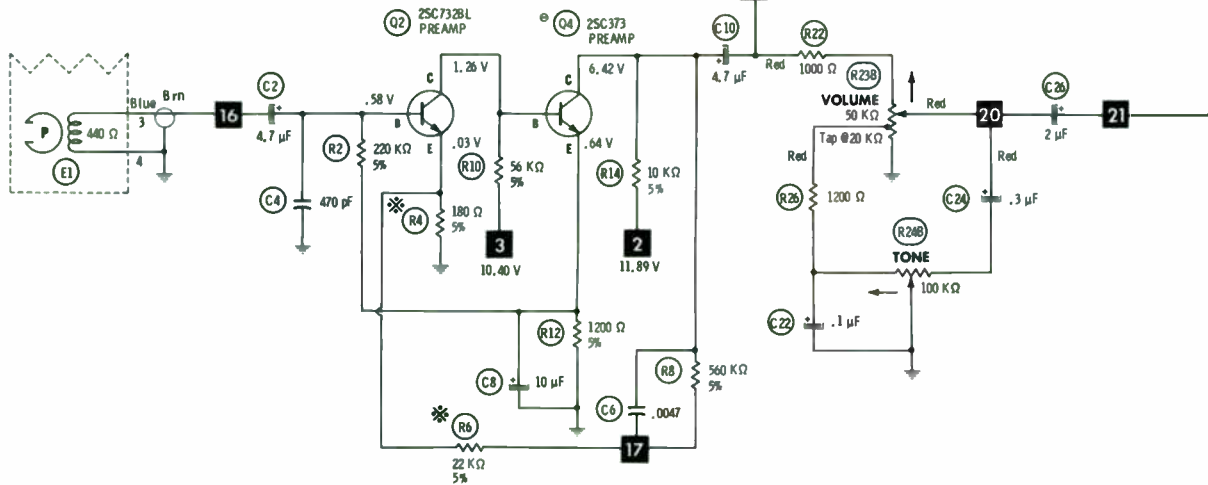 Q2 2SC732BL
PREAMP
⊖ Q4 2SC373
PREAMP
C10
4.7 µF
Red
R22
1000 Ω
R23B
VOLUME
50 KΩ
Tap @20 KΩ
Red
20
Red
C26
2 µF
21
P
440 Ω
E1
Blue
3
Brn
4
16
C2
4.7 µF
.58 V
1.26 V
C
B
E
.03 V
6.42 V
C
B
E
.64 V
R2
220 KΩ
5%
C4
470 pF
※
R4
180 Ω
5%
R10
56 KΩ
5%
3
10.40 V
R14
10 KΩ
5%
2
11.89 V
Red
R26
1200 Ω
C24
.3 µF
R24B
TONE
100 KΩ
C22
.1 µF
R12
1200 Ω
5%
C8
10 µF
R8
560 KΩ
5%
C6
.0047
※
R6
22 KΩ
5%
17